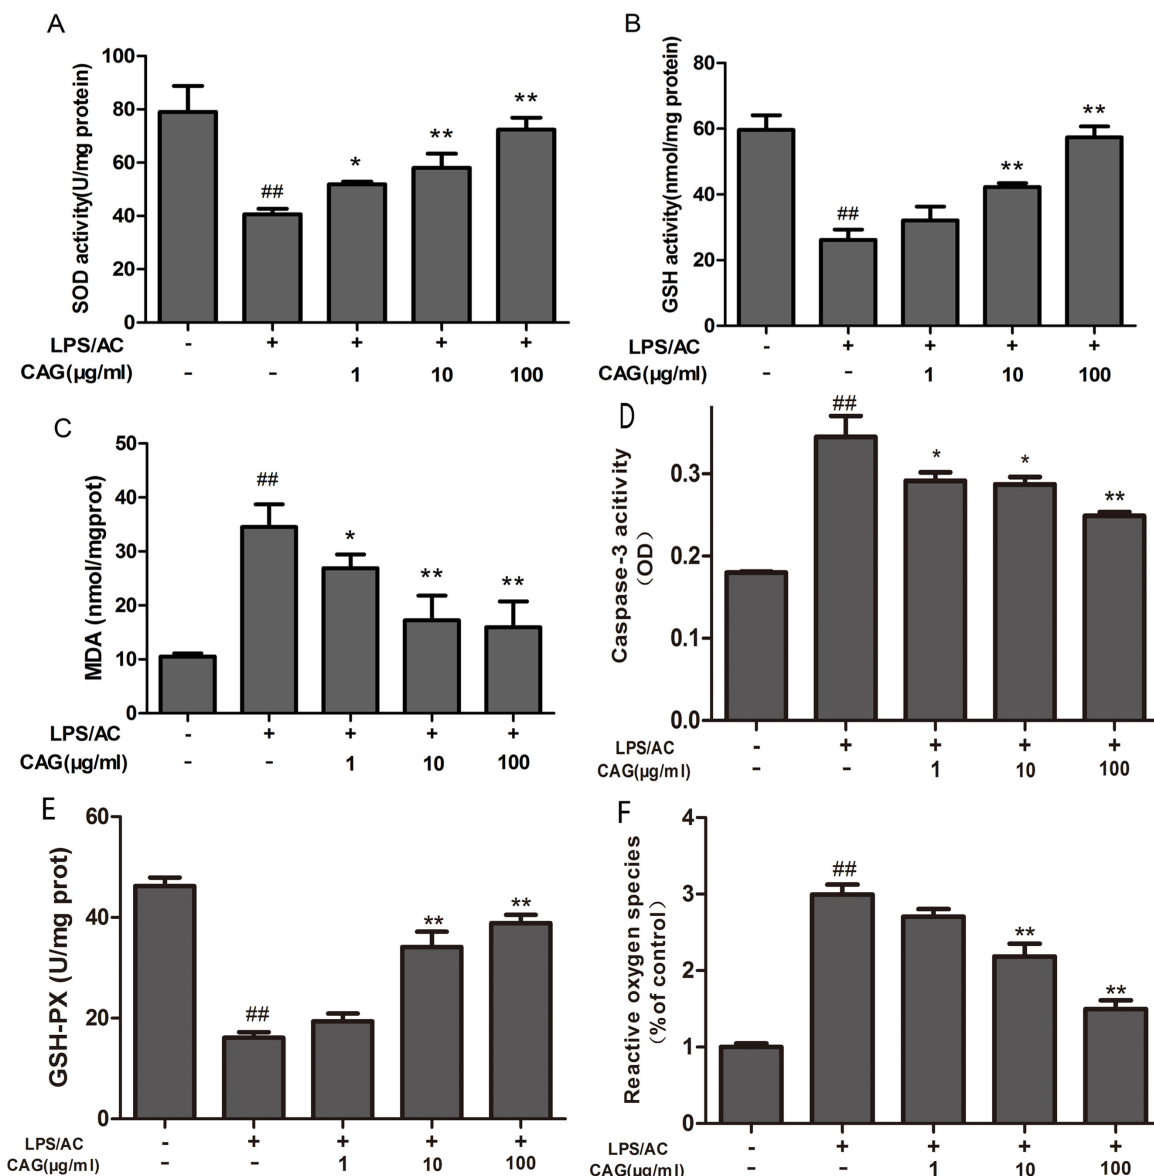 A
SOD activity(U/mg protein)
100
80
60
40
20
0
##
*
**
**
LPS/AC - + + + +
CAG(μg/ml) - - 1 10 100
B
GSH activity(nmol/mg protein)
80
60
40
20
0
##
**
**
LPS/AC - + + + +
CAG(μg/ml) - - 1 10 100
C
MDA (nmol/mgprot)
50
40
30
20
10
0
##
*
**
**
LPS/AC - + + + +
CAG(μg/ml) - - 1 10 100
D
Caspase-3 acitivity
(OD)
0.3
0.2
0.1
0.0
##
*
*
**
LPS/AC - + + + +
CAG(μg/ml) - - 1 10 100
E
GSH-PX (U/mg prot)
60
40
20
0
##
**
**
LPS/AC - + + + +
CAG(μg/ml) - - 1 10 100
F
Reactive oxygen species
(% of control)
4
3
2
1
0
##
**
**
LPS/AC - + + + +
CAG(μg/ml) - - 1 10 100